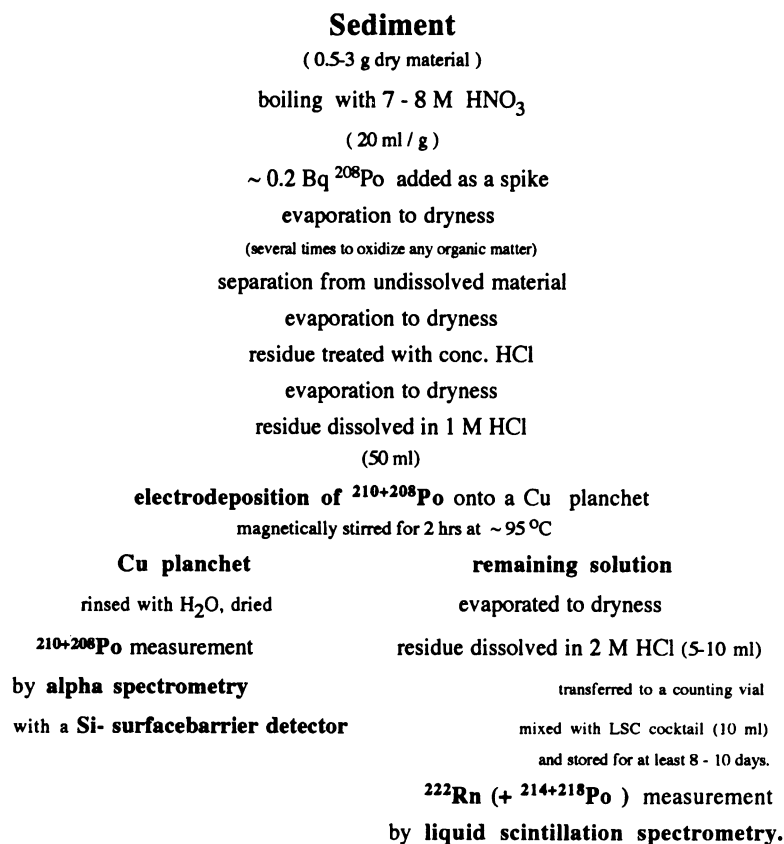 Sediment
( 0.5-3 g dry material )
boiling with 7 - 8 M HNO₃
( 20 ml / g )
~ 0.2 Bq ²⁰⁸Po added as a spike
evaporation to dryness
(several times to oxidize any organic matter)
separation from undissolved material
evaporation to dryness
residue treated with conc. HCl
evaporation to dryness
residue dissolved in 1 M HCl
(50 ml)
electrodeposition of ²¹⁰⁺²⁰⁸Po onto a Cu planchet
magnetically stirred for 2 hrs at ~ 95 °C
Cu planchet
rinsed with H₂O, dried
²¹⁰⁺²⁰⁸Po measurement
by alpha spectrometry
with a Si- surfacebarrier detector
remaining solution
evaporated to dryness
residue dissolved in 2 M HCl (5-10 ml)
transferred to a counting vial
mixed with LSC cocktail (10 ml)
and stored for at least 8 - 10 days.
²²²Rn (+ ²¹⁴⁺²¹⁸Po ) measurement
by liquid scintillation spectrometry.